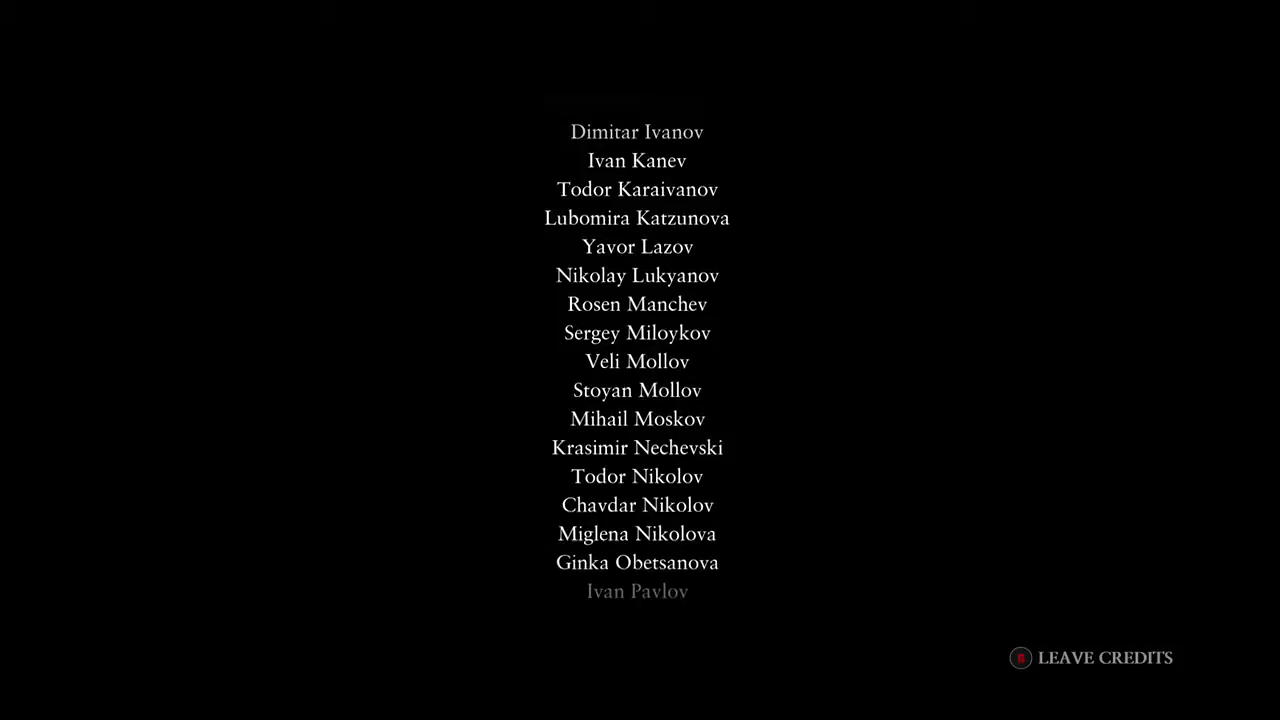 Dimitar Ivanov
Ivan Kanev
Todor Karaivanov
Lubomira Katzunova
Yavor Lazov
Nikolay Lukyanov
Rosen Manchev
Sergey Miloykov
Veli Mollov
Stoyan Mollov
Mihail Moskov
Krasimir Nechevski
Todor Nikolov
Chavdar Nikolov
Miglena Nikolova
Ginka Obetsanova
Ivan Pavlov
LEAVE CREDITS